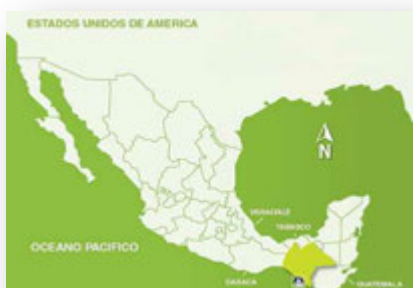 ESTADOS UNIDOS DE AMERICA
N
VERACRUZ
TABASCO
OCEANO PACIFICO
OAXACA
GUATEMALA